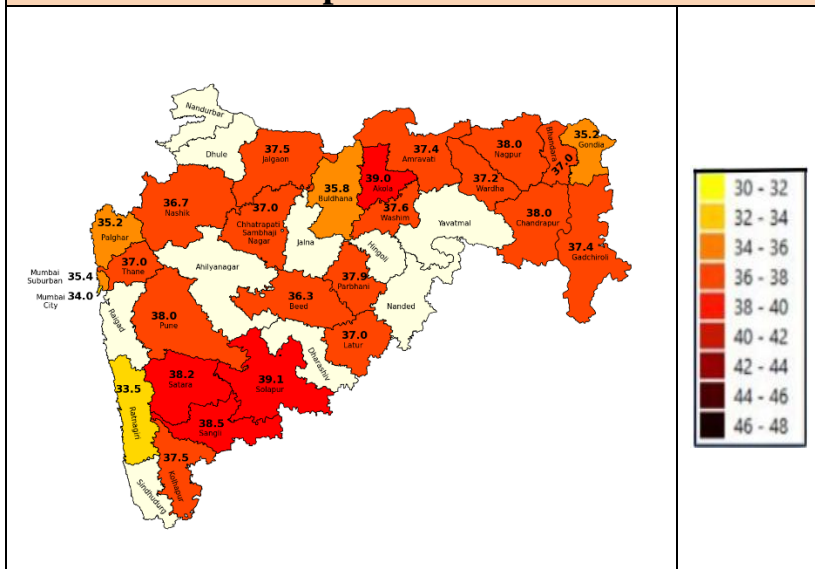 Nandurbar
Dhule
37.5
Jalgaon
35.8
Buldhana
39.0
Akola
37.4
Amravati
38.0
Nagpur
Bhandara
37.0
35.2
Gondia
36.7
Nashik
37.0
Chhatrapati
Sambhaji
Nagar
Jalna
37.6
Washim
37.2
Wardha
Yavatmal
38.0
Chandrapur
37.4
Gadchiroli
35.2
Palghar
37.0
Thane
Ahilyanagar
Hingoli
37.9
Parbhani
Nanded
Mumbai
Suburban
35.4
Mumbai
City
34.0
Raigad
38.0
Pune
36.3
Beed
37.0
Latur
Dharashiv
33.5
Ratnagiri
38.2
Satara
39.1
Solapur
38.5
Sangli
37.5
Kolhapur
Sindhudurg
30 - 32
32 - 34
34 - 36
36 - 38
38 - 40
40 - 42
42 - 44
44 - 46
46 - 48